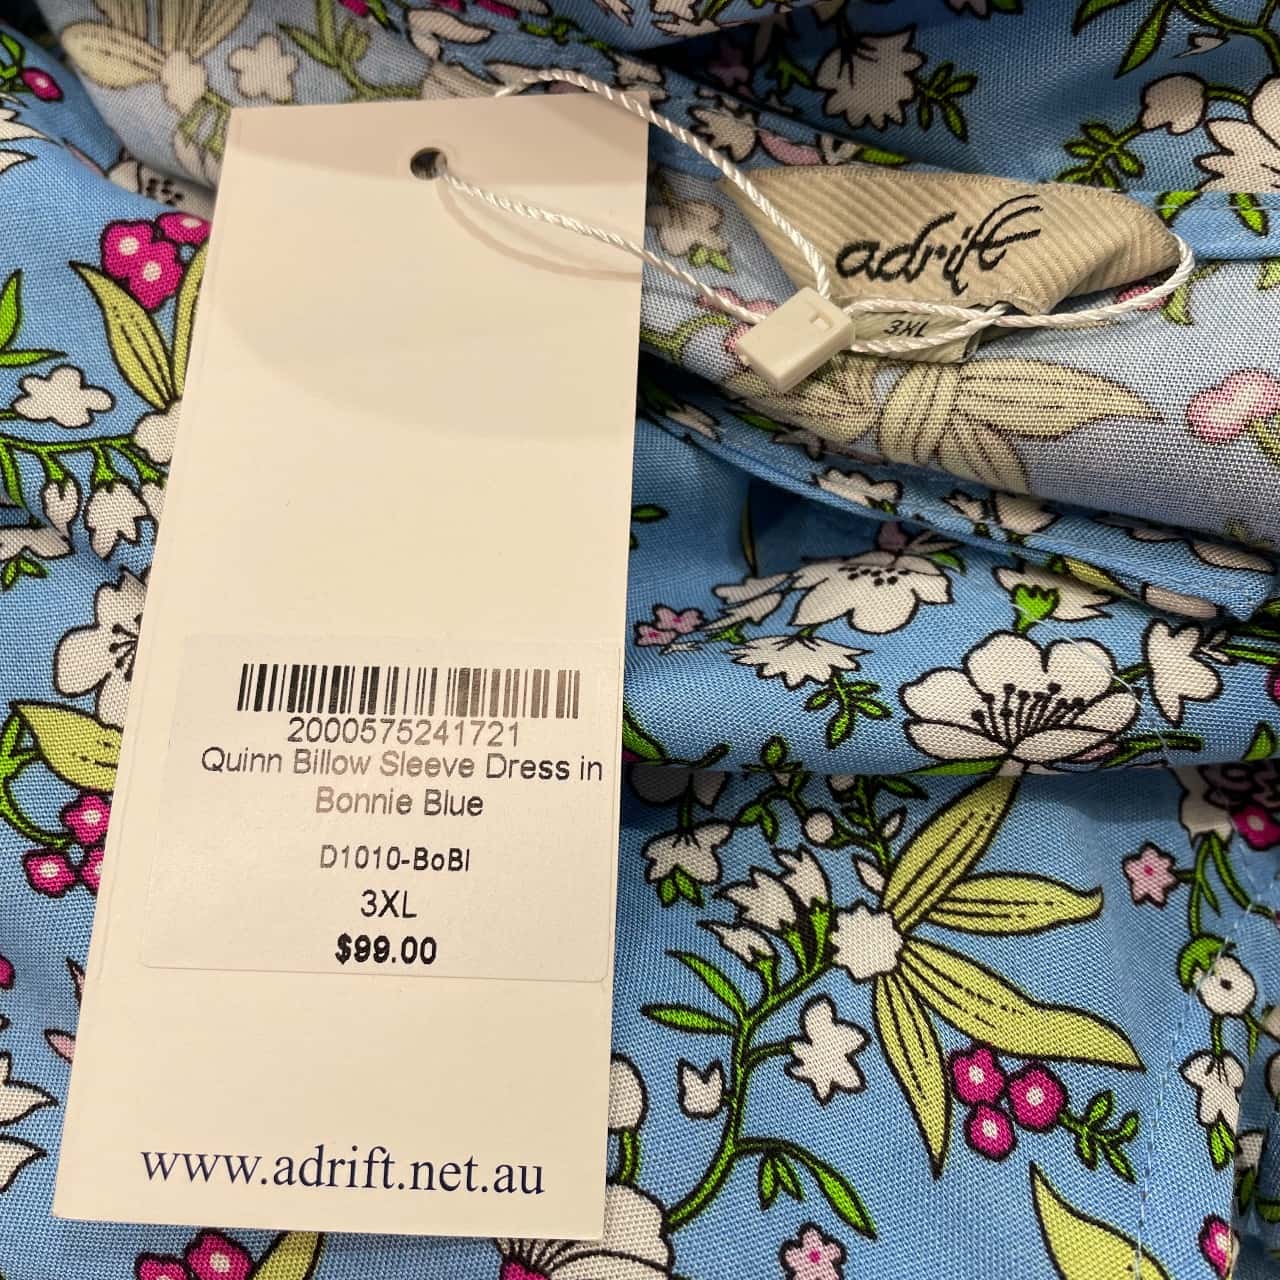 adrift
3XL
2000575241721
Quinn Billow Sleeve Dress in
Bonnie Blue
D1010-BoBl
3XL
$99.00
www.adrift.net.au